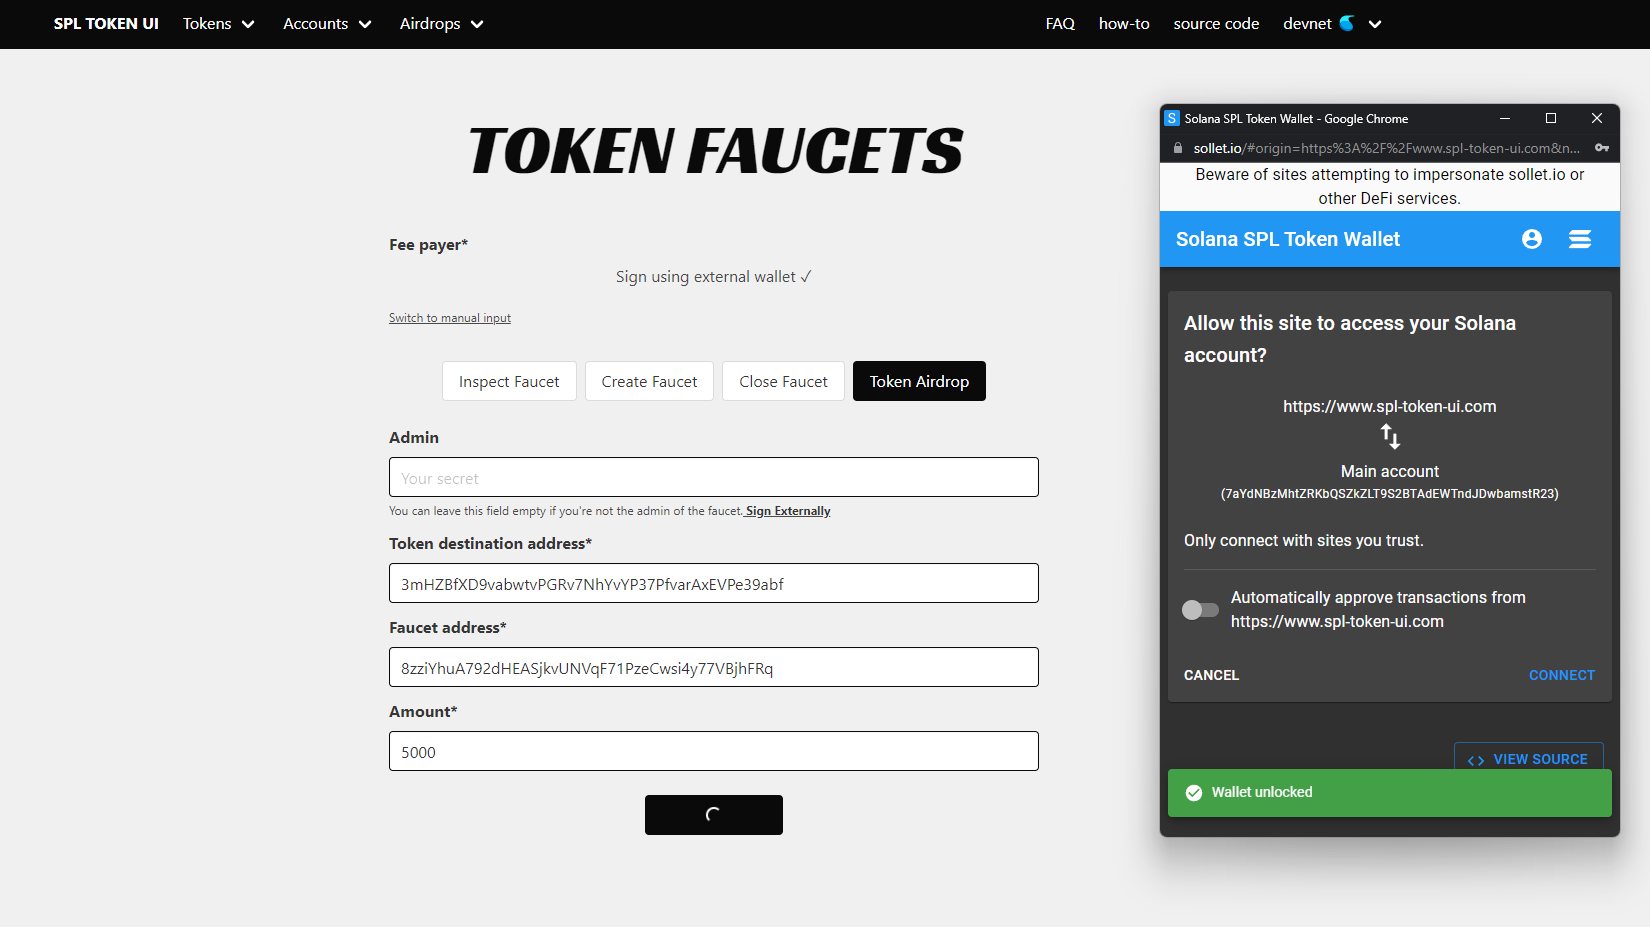 SPL TOKEN UI Tokens Accounts Airdrops FAQ how-to source code devnet
TOKEN FAUCETS
Fee payer*
Sign using external wallet ✓
Switch to manual input
Inspect Faucet Create Faucet Close Faucet Token Airdrop
Admin
Your secret
You can leave this field empty if you're not the admin of the faucet. Sign Externally
Token destination address*
3mHZBfXD9vabwtvPGRv7NhYvYP37PfvarAxEVPe39abf
Faucet address*
8zziYhuA792dHEASjkvUNVqF71PzeCwsi4y77VBjhFRq
Amount*
5000
S Solana SPL Token Wallet - Google Chrome
sollet.io/#origin=https%3A%2F%2Fwww.spl-token-ui.com&n...
Beware of sites attempting to impersonate sollet.io or
other DeFi services.
Solana SPL Token Wallet
Allow this site to access your Solana
account?
https://www.spl-token-ui.com
Main account
(7aYdNBzMhtZRKbQSZkZLT9S2BTAdEWTndJDwbamstR23)
Only connect with sites you trust.
Automatically approve transactions from
https://www.spl-token-ui.com
CANCEL CONNECT
<> VIEW SOURCE
Wallet unlocked